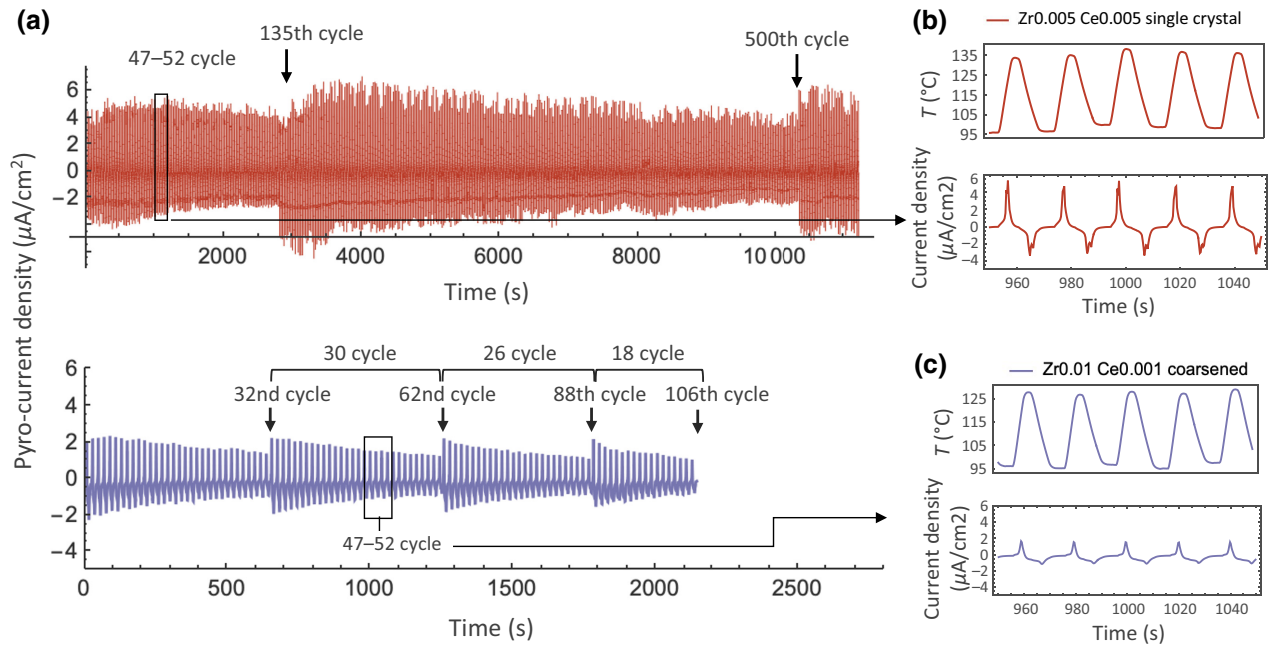 (a)
135th cycle
500th cycle
47–52 cycle
6
4
2
0
−2
2000
4000
6000
8000
10 000
Time (s)
Pyro-current density (μA/cm²)
30 cycle
26 cycle
18 cycle
32nd cycle
62nd cycle
88th cycle
106th cycle
6
4
2
0
−2
−4
47–52 cycle
0
500
1000
1500
2000
2500
Time (s)
(b)
Zr0.005 Ce0.005 single crystal
T (°C)
135
125
115
105
95
Current density
(μA/cm2)
6
4
2
0
−2
−4
960
980
1000
1020
1040
Time (s)
(c)
Zr0.01 Ce0.001 coarsened
T (°C)
125
115
105
95
Current density
(μA/cm2)
6
4
2
0
−2
−4
960
980
1000
1020
1040
Time (s)